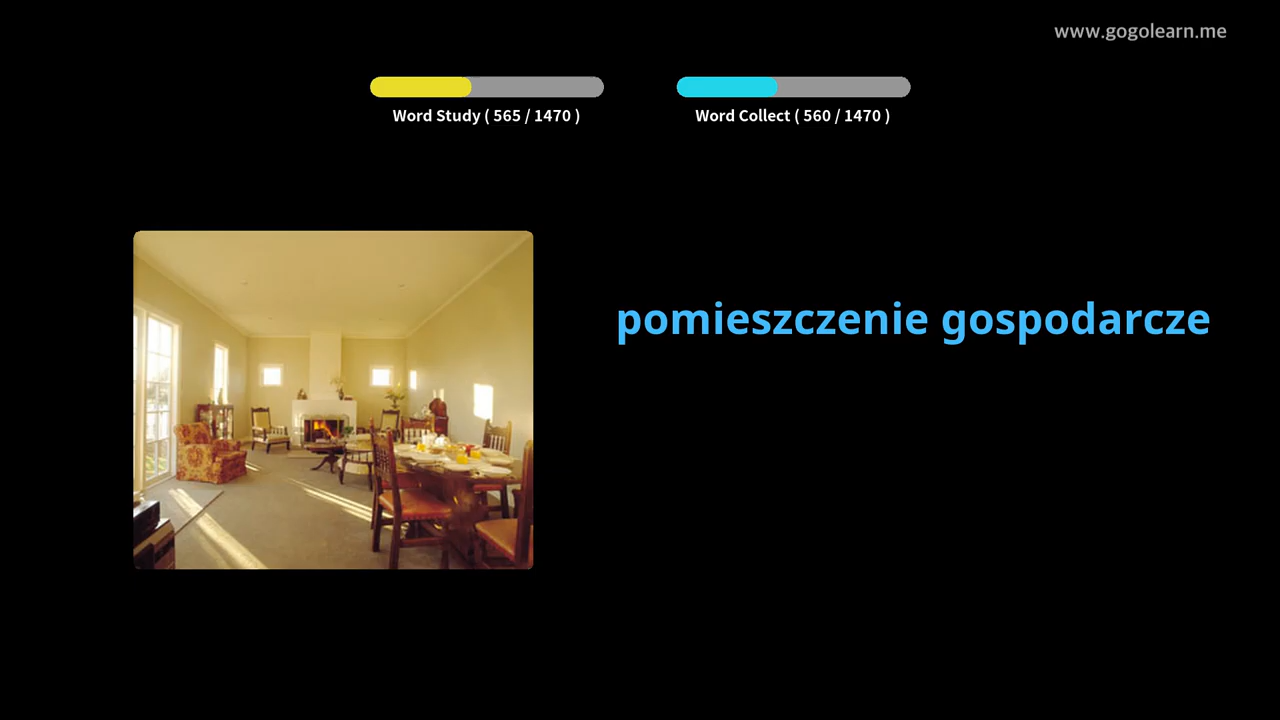 www.gogolearn.me
Word Study ( 565 / 1470 )
Word Collect ( 560 / 1470 )
pomieszczenie gospodarcze